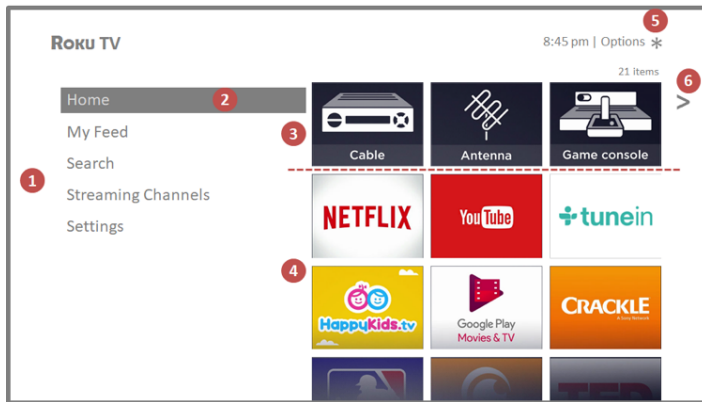 5
ROKU TV
8:45 pm | Options *
21 items
6
>
Home
2
My Feed
3
Cable
Antenna
Game console
Search
1
Streaming Channels
Settings
NETFLIX
YouTube
tunein
4
HappyKids.tv
Google Play
Movies & TV
CRACKLE
TED